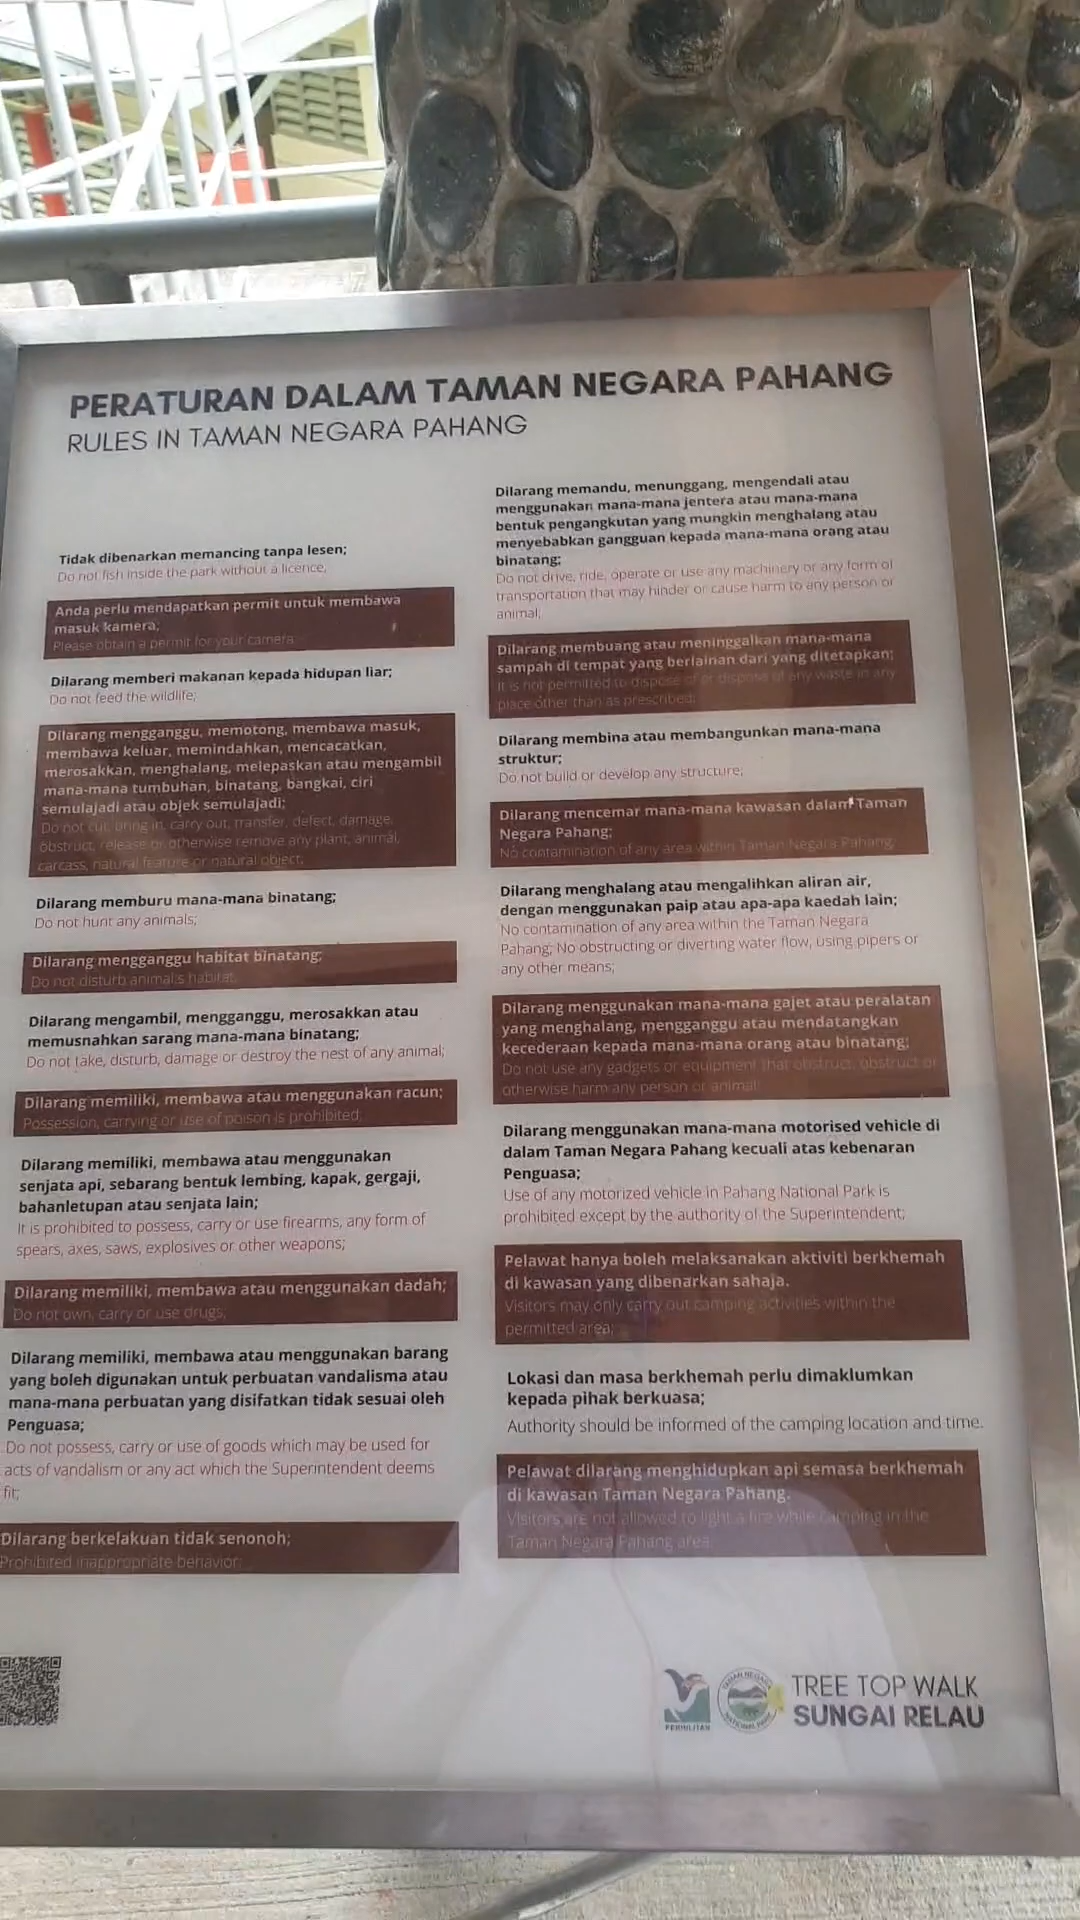 PERATURAN DALAM TAMAN NEGARA PAHANG
RULES IN TAMAN NEGARA PAHANG
Tidak dibenarkan memancing tanpa lesen;
Do not fish inside the park without a licence,
Anda perlu mendapatkan permit untuk membawa
masuk kamera;
Please obtain a permit for your camera
Dilarang memberi makanan kepada hidupan liar;
Do not feed the wildlife;
Dilarang mengganggu, memotong, membawa masuk,
membawa keluar, memindahkan, mencacatkan,
merosakkan, menghalang, melepaskan atau mengambil
mana-mana tumbuhan, binatang, bangkai, ciri
semulajadi atau objek semulajadi;
Do not cut, bring in, carry out, transfer, defect, damage,
obstruct, release or otherwise remove any plant, animal,
carcass, natural feature or natural object;
Dilarang memburu mana-mana binatang;
Do not hunt any animals;
Dilarang mengganggu habitat binatang;
Do not disturb animal;s habitat;
Dilarang mengambil, mengganggu, merosakkan atau
memusnahkan sarang mana-mana binatang;
Do not take, disturb, damage or destroy the nest of any animal;
Dilarang memiliki, membawa atau menggunakan racun;
Possession, carrying or use of poison is prohibited;
Dilarang memiliki, membawa atau menggunakan
senjata api, sebarang bentuk lembing, kapak, gergaji,
bahanletupan atau senjata lain;
It is prohibited to possess, carry or use firearms, any form of
spears, axes, saws, explosives or other weapons;
Dilarang memiliki, membawa atau menggunakan dadah;
Do not own, carry or use drugs;
Dilarang memiliki, membawa atau menggunakan barang
yang boleh digunakan untuk perbuatan vandalisma atau
mana-mana perbuatan yang disifatkan tidak sesuai oleh
Penguasa;
Do not possess, carry or use of goods which may be used for
acts of vandalism or any act which the Superintendent deems
fit;
Dilarang berkelakuan tidak senonoh;
Prohibited inappropriate behavior;
Dilarang memandu, menunggang, mengendali atau
menggunakan mana-mana jentera atau mana-mana
bentuk pengangkutan yang mungkin menghalang atau
menyebabkan gangguan kepada mana-mana orang atau
binatang;
Do not drive, ride, operate or use any machinery or any form of
transportation that may hinder or cause harm to any person or
animal;
Dilarang membuang atau meninggalkan mana-mana
sampah di tempat yang berlainan dari yang ditetapkan;
It is not permitted to dispose of or dispose of any waste in any
place other than as prescribed;
Dilarang membina atau membangunkan mana-mana
struktur;
Do not build or develop any structure;
Dilarang mencemar mana-mana kawasan dalam Taman
Negara Pahang;
No contamination of any area within Taman Negara Pahang
Dilarang menghalang atau mengalihkan aliran air,
dengan menggunakan paip atau apa-apa kaedah lain;
No contamination of any area within the Taman Negara
Pahang; No obstructing or diverting water flow, using pipers or
any other means;
Dilarang menggunakan mana-mana gajet atau peralatan
yang menghalang, mengganggu atau mendatangkan
kecederaan kepada mana-mana orang atau binatang;
Do not use any gadgets or equipment that obstruct, obstruct or
otherwise harm any person or animal;
Dilarang menggunakan mana-mana motorised vehicle di
dalam Taman Negara Pahang kecuali atas kebenaran
Penguasa;
Use of any motorized vehicle in Pahang National Park is
prohibited except by the authority of the Superintendent;
Pelawat hanya boleh melaksanakan aktiviti berkhemah
di kawasan yang dibenarkan sahaja.
Visitors may only carry out camping activities within the
permitted area;
Lokasi dan masa berkhemah perlu dimaklumkan
kepada pihak berkuasa;
Authority should be informed of the camping location and time.
Pelawat dilarang menghidupkan api semasa berkhemah
di kawasan Taman Negara Pahang.
Visitors are not allowed to light a fire while camping in the
Taman Negara Pahang area.
PERHILITAN
TAMAN NEGARA
NATIONAL PARK
TREE TOP WALK
SUNGAI RELAU